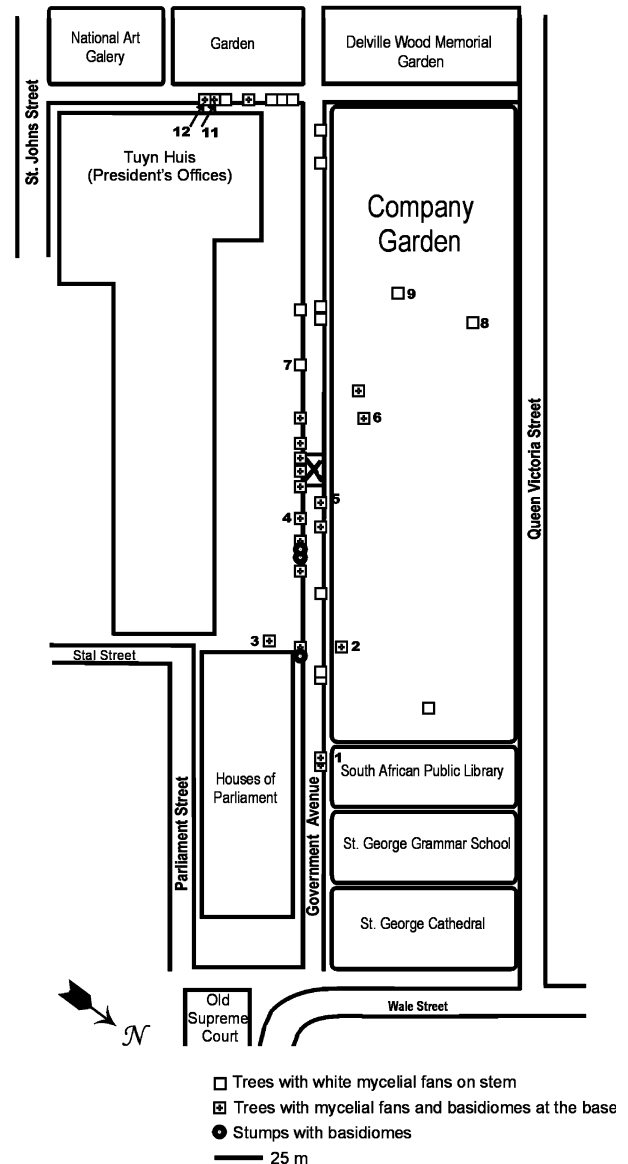 National Art
Galery
Garden
Delville Wood Memorial
Garden
St. Johns Street
12 11
Tuyn Huis
(President's Offices)
Company
Garden
9
8
7
6
Queen Victoria Street
5
4
3
2
Stal Street
1
South African Public Library
Houses of
Parliament
Parliament Street
Government Avenue
St. George Grammar School
St. George Cathedral
N
Old
Supreme
Court
Wale Street
Trees with white mycelial fans on stem
Trees with mycelial fans and basidiomes at the base
Stumps with basidiomes
25 m